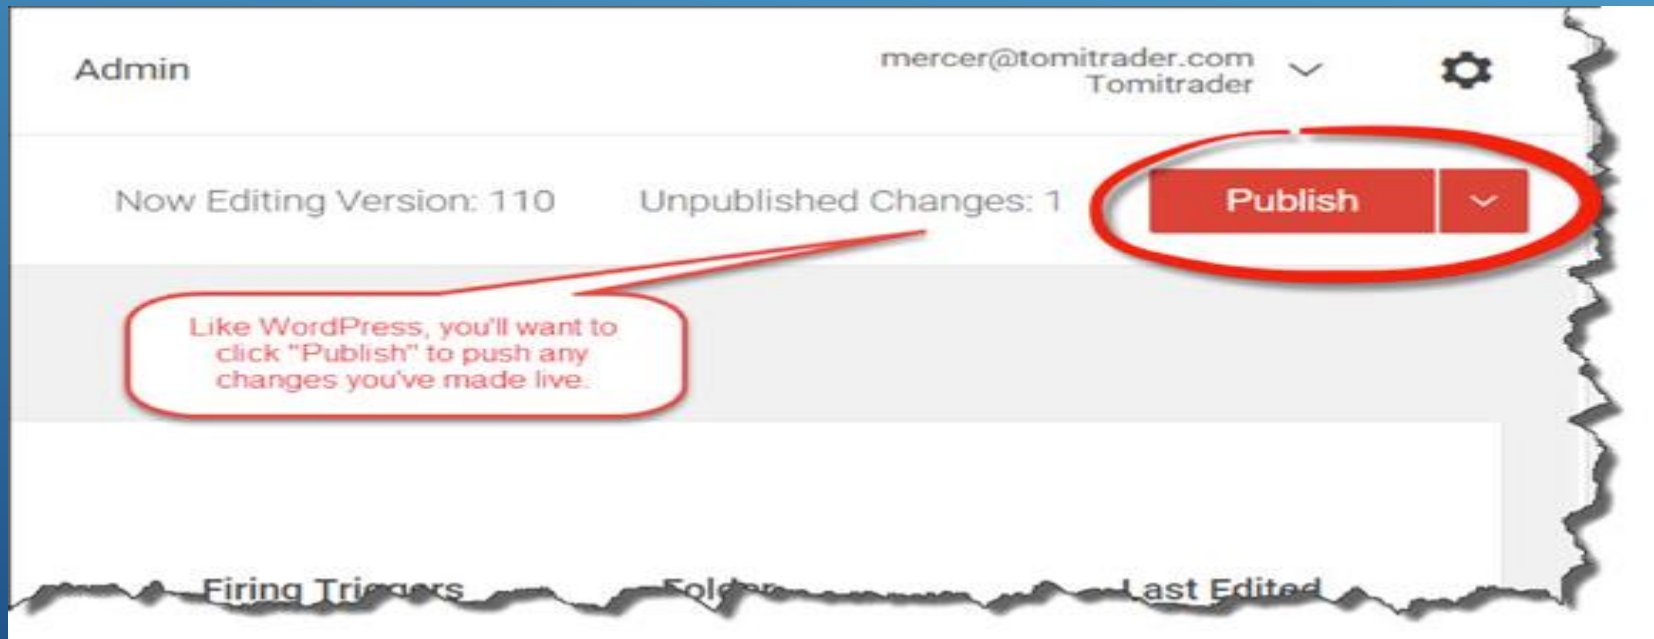 Admin
mercer@tomitrader.com
Tomitrader
Now Editing Version: 110
Unpublished Changes: 1
Publish
Like WordPress, you'll want to
click "Publish" to push any
changes you've made live.
Firing Triggers
Folder
Last Edited